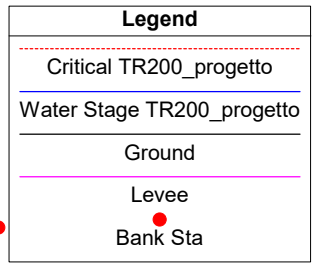 Legend
Critical TR200_progetto
Water Stage TR200_progetto
Ground
Levee
Bank Sta